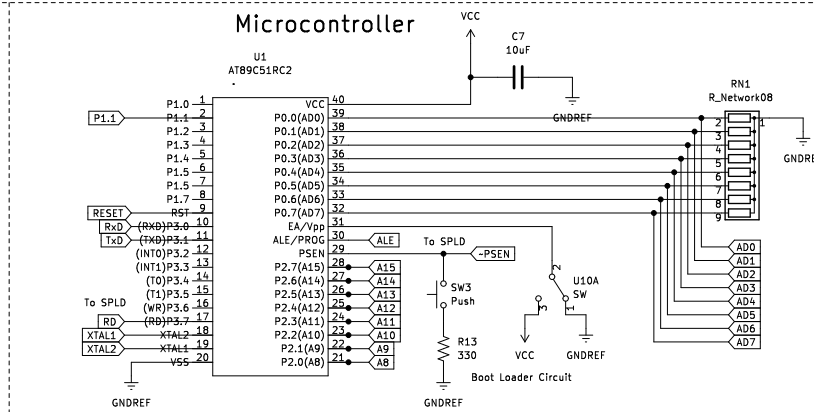 Microcontroller
VCC
C7
10uF
GNDREF
U1
AT89C51RC2
RN1
R_Network08
P1.0 1
P1.1 P1.1 2
P1.2 3
P1.3 4
P1.4 5
P1.5 6
P1.5 7
P1.7 8
RESET RST 9
RxD (RXD)P3.0 10
TxD (TXD)P3.1 11
(INT0)P3.2 12
(INT1)P3.3 13
(T0)P3.4 14
(T1)P3.5 15
To SPLD
(WR)P3.6 16
RD (RD)P3.7 17
XTAL1 XTAL2 18
XTAL2 XTAL1 19
VSS 20
GNDREF
VCC 40
P0.0(AD0) 39
P0.1(AD1) 38
P0.2(AD2) 37
P0.3(AD3) 36
P0.4(AD4) 35
P0.5(AD5) 34
P0.6(AD6) 33
P0.7(AD7) 32
EA/Vpp 31
ALE/PROG 30 ALE
PSEN 29 ~PSEN
P2.7(A15) 28 A15
P2.6(A14) 27 A14
P2.5(A13) 26 A13
P2.4(A12) 25 A12
P2.3(A11) 24 A11
P2.2(A10) 23 A10
P2.1(A9) 22 A9
P2.0(A8) 21 A8
To SPLD
SW3
Push
R13
330
GNDREF
U10A
SW
2
3
1
VCC
GNDREF
Boot Loader Circuit
2
3
4
5
6
7
8
9
1
GNDRE
AD0
AD1
AD2
AD3
AD4
AD5
AD6
AD7